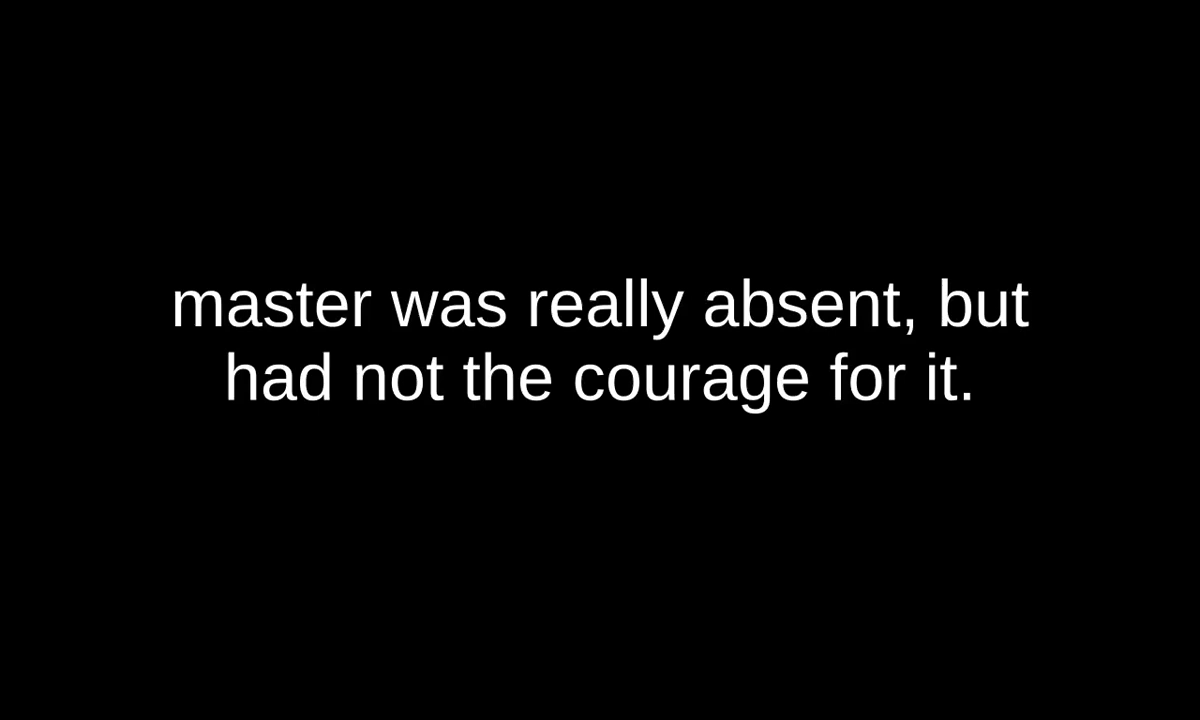 master was really absent, but
had not the courage for it.